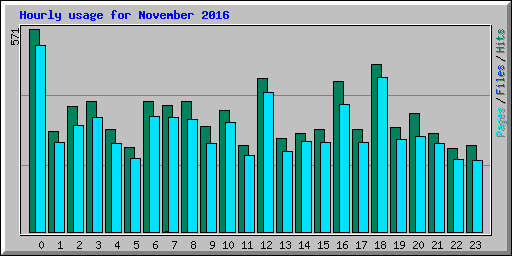 Hourly usage for November 2016
571
Pages / Files / Hits
0 1 2 3 4 5 6 7 8 9 10 11 12 13 14 15 16 17 18 19 20 21 22 23